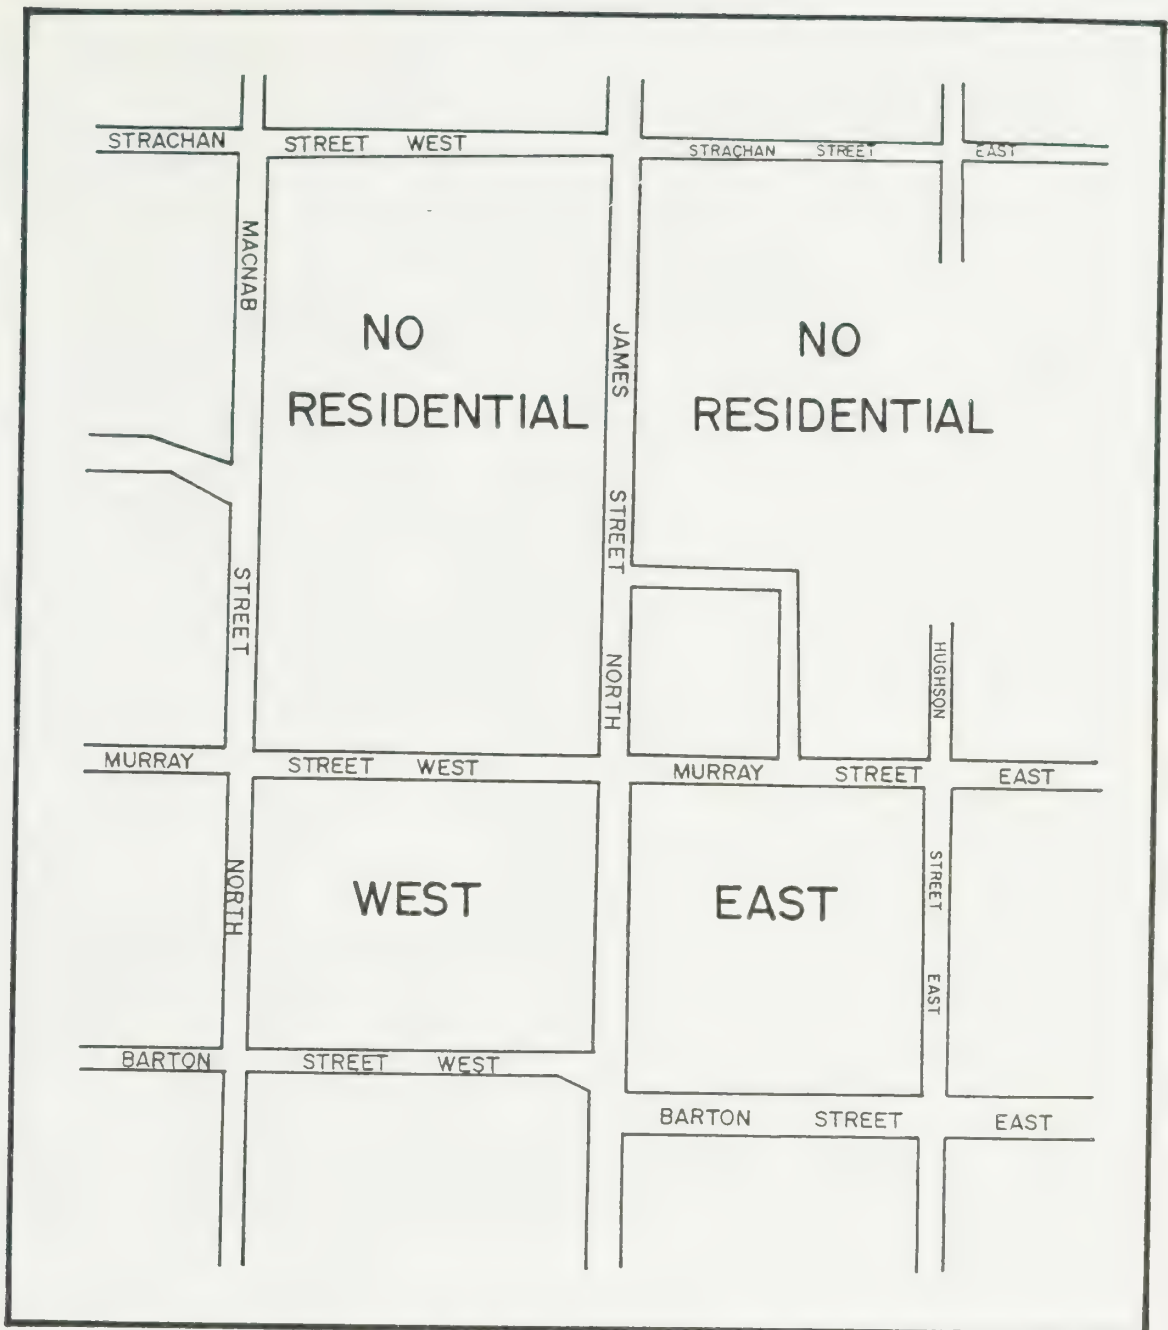 STRACHAN STREET WEST
STRACHAN STREET EAST
MACNAB STREET NORTH
JAMES STREET NORTH
NO
RESIDENTIAL
NO
RESIDENTIAL
HUGHSON STREET EAST
MURRAY STREET WEST
MURRAY STREET EAST
WEST
EAST
BARTON STREET WEST
BARTON STREET EAST